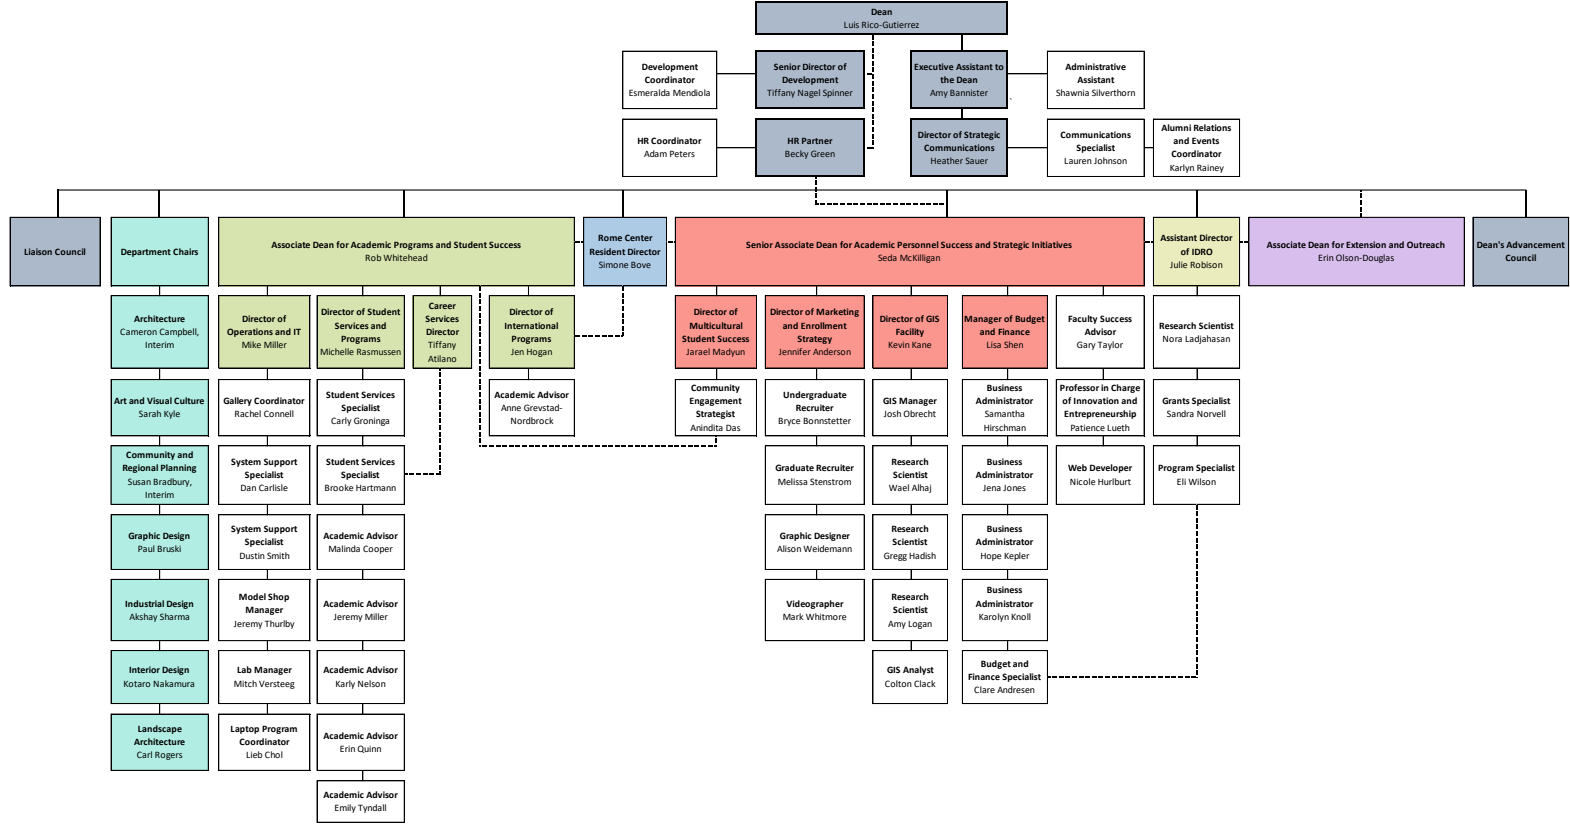 Dean
Luis Rico-Gutierrez
Development
Coordinator
Esmeralda Mendiola
Senior Director of
Development
Tiffany Nagel Spinner
Executive Assistant to
the Dean
Amy Bannister
Administrative
Assistant
Shawnia Silverthorn
HR Coordinator
Adam Peters
HR Partner
Becky Green
Director of Strategic
Communications
Heather Sauer
Communications
Specialist
Lauren Johnson
Alumni Relations
and Events
Coordinator
Karlyn Rainey
Liaison Council
Department Chairs
Associate Dean for Academic Programs and Student Success
Rob Whitehead
Rome Center
Resident Director
Simone Bove
Senior Associate Dean for Academic Personnel Success and Strategic Initiatives
Seda McKilligan
Assistant Director
of IDRO
Julie Robison
Associate Dean for Extension and Outreach
Erin Olson-Douglas
Dean's Advancement
Council
Architecture
Cameron Campbell,
Interim
Director of
Operations and IT
Mike Miller
Director of Student
Services and
Programs
Michelle Rasmussen
Career
Services
Director
Tiffany
Atilano
Director of
International
Programs
Jen Hogan
Director of
Multicultural
Student Success
Jarael Madyun
Director of Marketing
and Enrollment
Strategy
Jennifer Anderson
Director of GIS
Facility
Kevin Kane
Manager of Budget
and Finance
Lisa Shen
Faculty Success
Advisor
Gary Taylor
Research Scientist
Nora Ladjahasan
Art and Visual Culture
Sarah Kyle
Gallery Coordinator
Rachel Connell
Student Services
Specialist
Carly Groninga
Academic Advisor
Anne Grevstad-
Nordbrock
Community
Engagement
Strategist
Anindita Das
Undergraduate
Recruiter
Bryce Bonnstetter
GIS Manager
Josh Obrecht
Business
Administrator
Samantha
Hirschman
Professor in Charge
of Innovation and
Entrepreneurship
Patience Lueth
Grants Specialist
Sandra Norvell
Community and
Regional Planning
Susan Bradbury,
Interim
System Support
Specialist
Dan Carlisle
Student Services
Specialist
Brooke Hartmann
Graduate Recruiter
Melissa Stenstrom
Research
Scientist
Wael Alhaj
Business
Administrator
Jena Jones
Web Developer
Nicole Hurlburt
Program Specialist
Eli Wilson
Graphic Design
Paul Bruski
System Support
Specialist
Dustin Smith
Academic Advisor
Malinda Cooper
Graphic Designer
Alison Weidemann
Research
Scientist
Gregg Hadish
Business
Administrator
Hope Kepler
Industrial Design
Akshay Sharma
Model Shop
Manager
Jeremy Thurlby
Academic Advisor
Jeremy Miller
Videographer
Mark Whitmore
Research
Scientist
Amy Logan
Business
Administrator
Karolyn Knoll
Interior Design
Kotaro Nakamura
Lab Manager
Mitch Versteeg
Academic Advisor
Karly Nelson
GIS Analyst
Colton Clack
Budget and
Finance Specialist
Clare Andresen
Landscape
Architecture
Carl Rogers
Laptop Program
Coordinator
Lieb Chol
Academic Advisor
Erin Quinn
Academic Advisor
Emily Tyndall